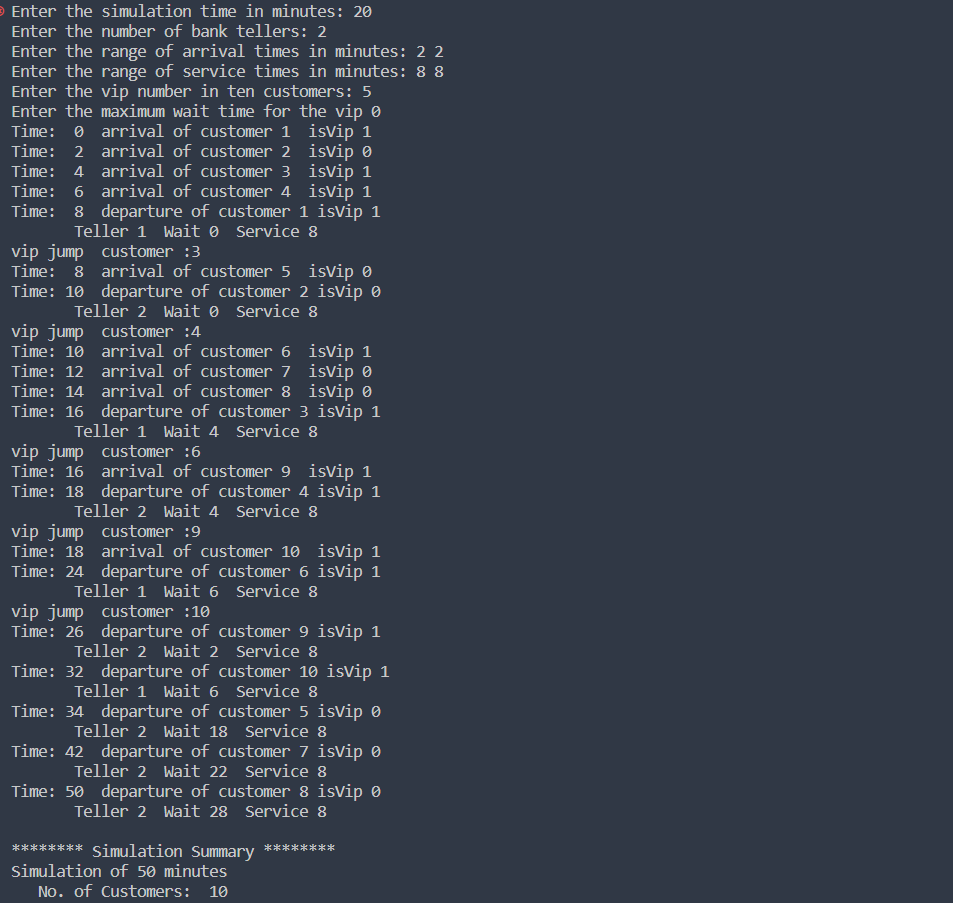 Enter the simulation time in minutes: 20
Enter the number of bank tellers: 2
Enter the range of arrival times in minutes: 2 2
Enter the range of service times in minutes: 8 8
Enter the vip number in ten customers: 5
Enter the maximum wait time for the vip 0
Time:  0  arrival of customer 1  isVip 1
Time:  2  arrival of customer 2  isVip 0
Time:  4  arrival of customer 3  isVip 1
Time:  6  arrival of customer 4  isVip 1
Time:  8  departure of customer 1 isVip 1
       Teller 1  Wait 0  Service 8
vip jump  customer :3
Time:  8  arrival of customer 5  isVip 0
Time: 10  departure of customer 2 isVip 0
       Teller 2  Wait 0  Service 8
vip jump  customer :4
Time: 10  arrival of customer 6  isVip 1
Time: 12  arrival of customer 7  isVip 0
Time: 14  arrival of customer 8  isVip 0
Time: 16  departure of customer 3 isVip 1
       Teller 1  Wait 4  Service 8
vip jump  customer :6
Time: 16  arrival of customer 9  isVip 1
Time: 18  departure of customer 4 isVip 1
       Teller 2  Wait 4  Service 8
vip jump  customer :9
Time: 18  arrival of customer 10  isVip 1
Time: 24  departure of customer 6 isVip 1
       Teller 1  Wait 6  Service 8
vip jump  customer :10
Time: 26  departure of customer 9 isVip 1
       Teller 2  Wait 2  Service 8
Time: 32  departure of customer 10 isVip 1
       Teller 1  Wait 6  Service 8
Time: 34  departure of customer 5 isVip 0
       Teller 2  Wait 18  Service 8
Time: 42  departure of customer 7 isVip 0
       Teller 2  Wait 22  Service 8
Time: 50  departure of customer 8 isVip 0
       Teller 2  Wait 28  Service 8
******** Simulation Summary ********
Simulation of 50 minutes
   No. of Customers:  10